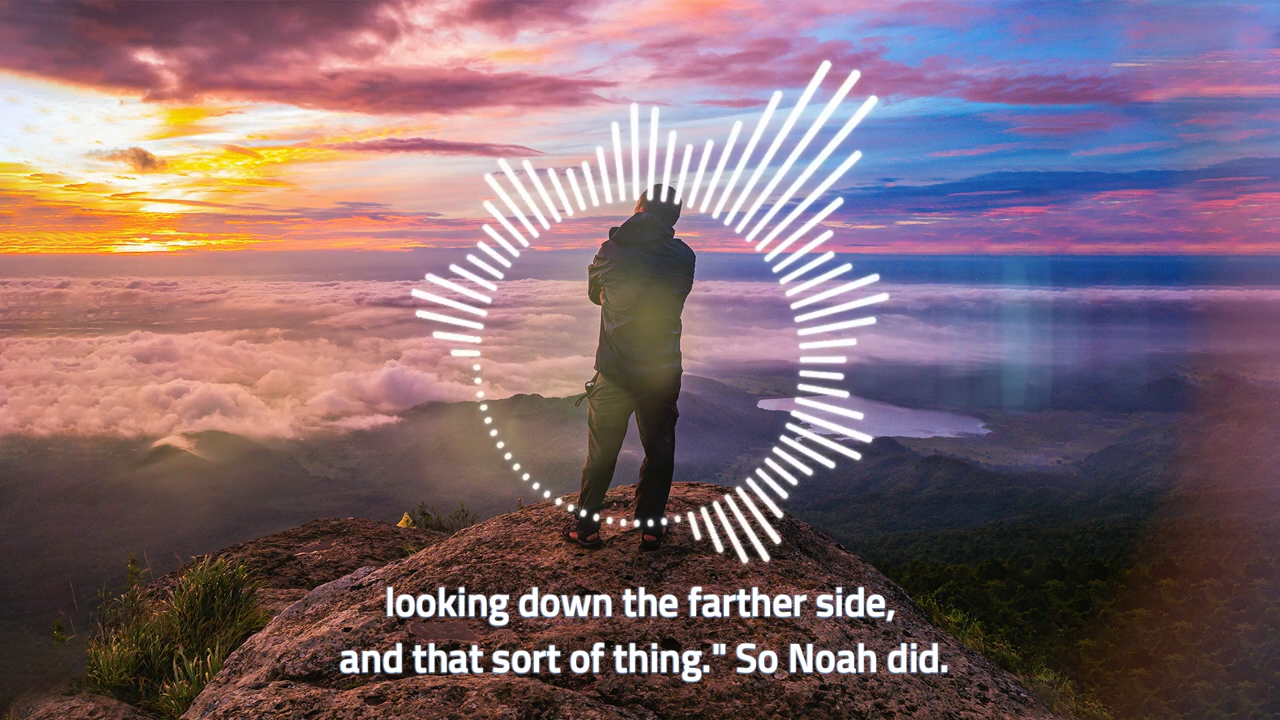 looking down the farther side,
and that sort of thing." So Noah did.